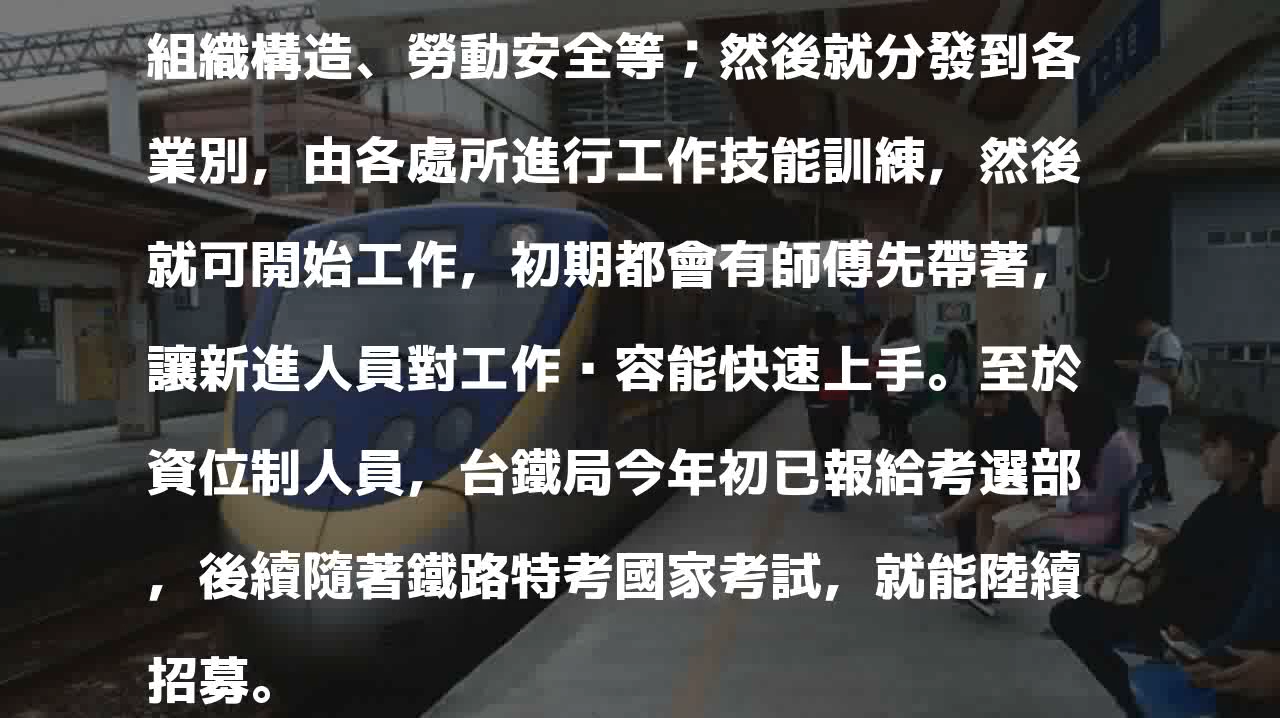 組織構造、勞動安全等；然後就分發到各
業別，由各處所進行工作技能訓練，然後
就可開始工作，初期都會有師傅先帶著，
讓新進人員對工作▪容能快速上手。至於
資位制人員，台鐵局今年初已報給考選部
，後續隨著鐵路特考國家考試，就能陸續
招募。